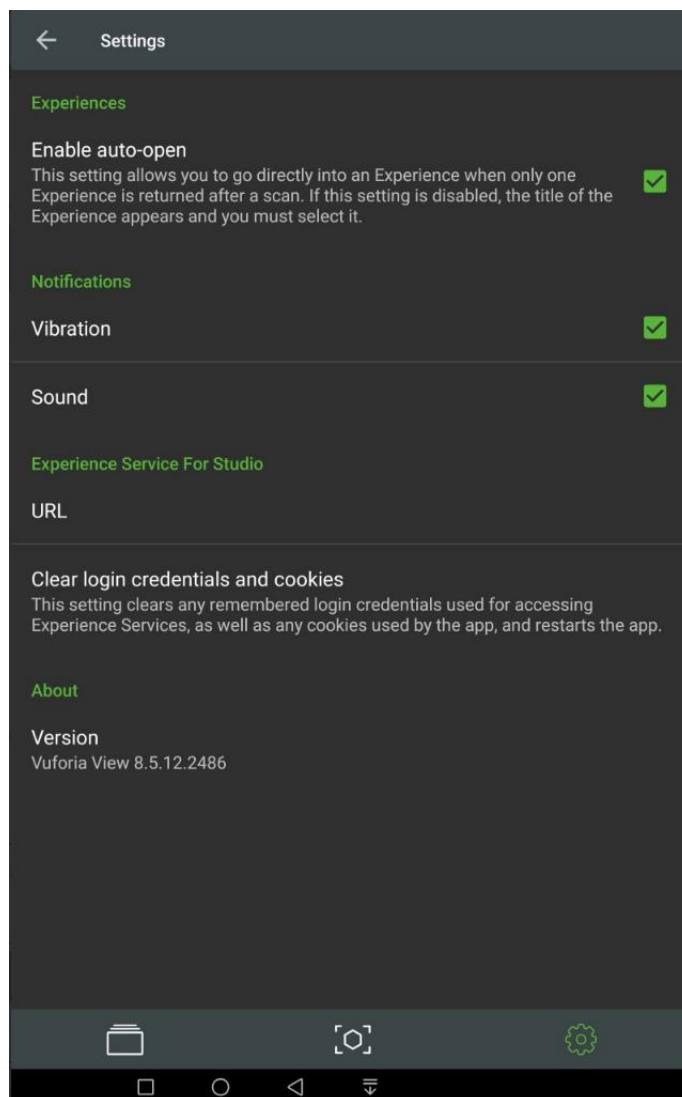 Settings
Experiences
Enable auto-open
This setting allows you to go directly into an Experience when only one
Experience is returned after a scan. If this setting is disabled, the title of the
Experience appears and you must select it.
Notifications
Vibration
Sound
Experience Service For Studio
URL
Clear login credentials and cookies
This setting clears any remembered login credentials used for accessing
Experience Services, as well as any cookies used by the app, and restarts the app.
About
Version
Vuforia View 8.5.12.2486